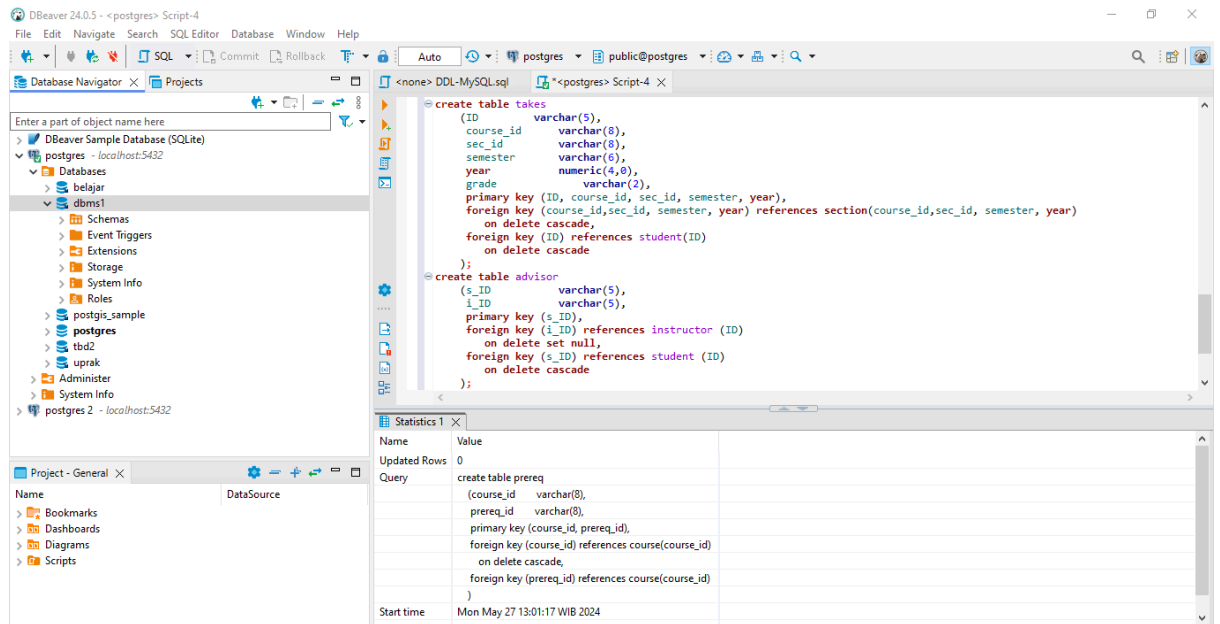 DBeaver 24.0.5 - <postgres> Script-4
File Edit Navigate Search SQL Editor Database Window Help
SQL Commit Rollback Auto postgres public@postgres
Database Navigator Projects
<none> DDL-MySQL.sql *<postgres> Script-4
Enter a part of object name here
DBeaver Sample Database (SQLite)
postgres - localhost:5432
Databases
belajar
dbms1
Schemas
Event Triggers
Extensions
Storage
System Info
Roles
postgis_sample
postgres
tbd2
uprak
Administer
System Info
postgres 2 - localhost:5432
create table takes
(ID varchar(5),
course_id varchar(8),
sec_id varchar(8),
semester varchar(6),
year numeric(4,0),
grade varchar(2),
primary key (ID, course_id, sec_id, semester, year),
foreign key (course_id,sec_id, semester, year) references section(course_id,sec_id, semester, year)
on delete cascade,
foreign key (ID) references student(ID)
on delete cascade
);
create table advisor
(s_ID varchar(5),
i_ID varchar(5),
primary key (s_ID),
foreign key (i_ID) references instructor (ID)
on delete set null,
foreign key (s_ID) references student (ID)
on delete cascade
);
Project - General
Name DataSource
Bookmarks
Dashboards
Diagrams
Scripts
Statistics 1
Name Value
Updated Rows 0
Query create table prereq
(course_id varchar(8),
prereq_id varchar(8),
primary key (course_id, prereq_id),
foreign key (course_id) references course(course_id)
on delete cascade,
foreign key (prereq_id) references course(course_id)
)
Start time Mon May 27 13:01:17 WIB 2024